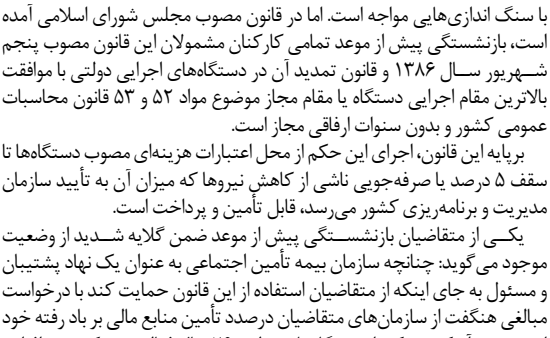 با سنگ اندازی‌هایی مواجه است. اما در قانون مصوب مجلس شورای اسلامی آمده
است، بازنشستگی پیش از موعد تمامی کارکنان مشمولان این قانون مصوب پنجم
شهریور سال ۱۳۸۶ و قانون تمدید آن در دستگاه‌های اجرایی دولتی با موافقت
بالاترین مقام اجرایی دستگاه یا مقام مجاز موضوع مواد ۵۲ و ۵۳ قانون محاسبات
عمومی کشور و بدون سنوات ارفاقی مجاز است.
برپایه این قانون، اجرای این حکم از محل اعتبارات هزینه‌ای مصوب دستگاه‌ها تا
سقف ۵ درصد یا صرفه‌جویی ناشی از کاهش نیروها که میزان آن به تأیید سازمان
مدیریت و برنامه‌ریزی کشور می‌رسد، قابل تأمین و پرداخت است.
یکی از متقاضیان بازنشستگی پیش از موعد ضمن گلایه شدید از وضعیت
موجود می‌گوید: چنانچه سازمان بیمه تأمین اجتماعی به عنوان یک نهاد پشتیبان
و مسئول به جای اینکه از متقاضیان استفاده از این قانون حمایت کند با درخواست
مبالغی هنگفت از سازمان‌های متقاضیان درصدد تأمین منابع مالی بر باد رفته خود